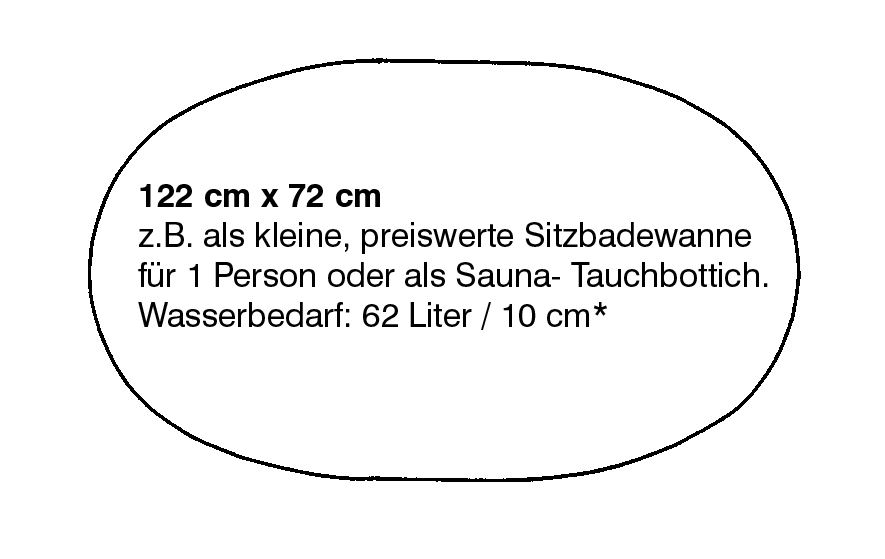 122 cm x 72 cm
z.B. als kleine, preiswerte Sitzbadewanne
für 1 Person oder als Sauna- Tauchbottich.
Wasserbedarf: 62 Liter / 10 cm*